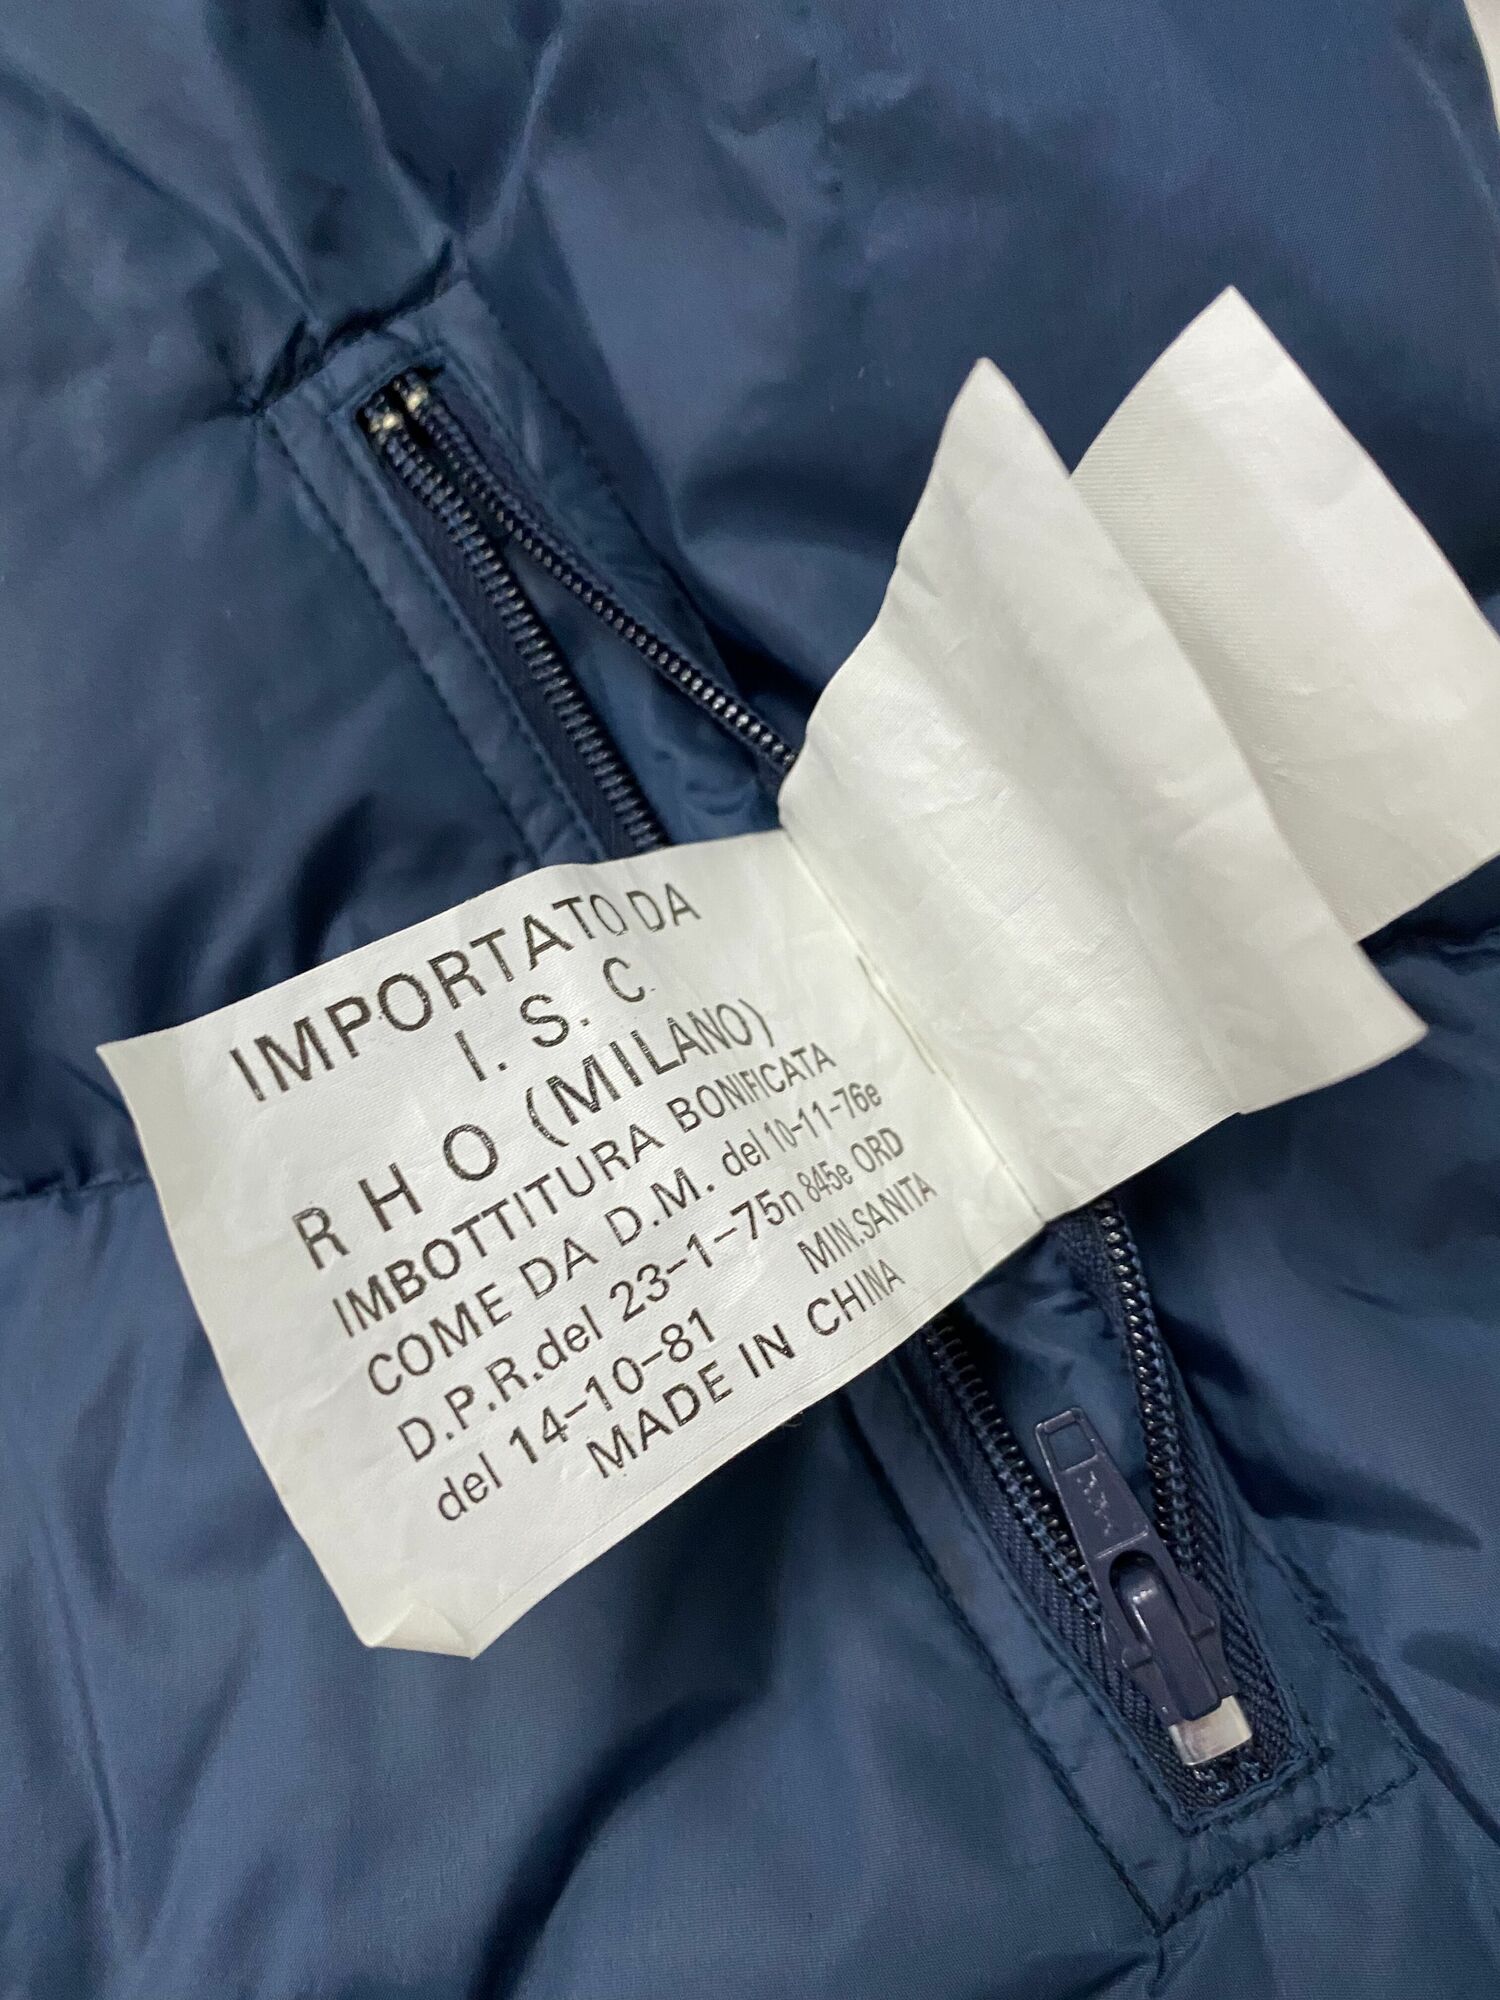 IMPORTATO DA
I. S. C.
RHO (MILANO)
IMBOTTITURA BONIFICATA
COME DA D.M. del 10-11-76e
D.P.R.del 23-1-75n 845e ORD
del 14-10-81 MIN.SANITA
MADE IN CHINA